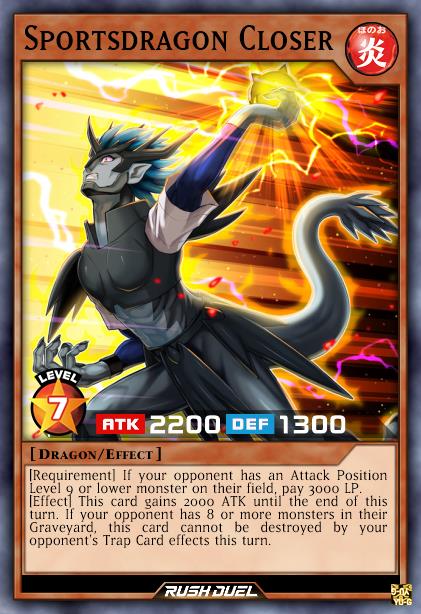 Sportsdragon Closer
ほのお
炎
LEVEL
7
ATK 2200 DEF 1300
[Dragon/Effect]
[Requirement] If your opponent has an Attack Position
Level 9 or lower monster on their field, pay 3000 LP.
[Effect] This card gains 2000 ATK until the end of this
turn. If your opponent has 8 or more monsters in their
Graveyard, this card cannot be destroyed by your
opponent's Trap Card effects this turn.
RUSH DUEL